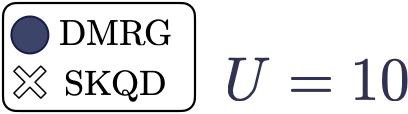 DMRG
SKQD
U = 10